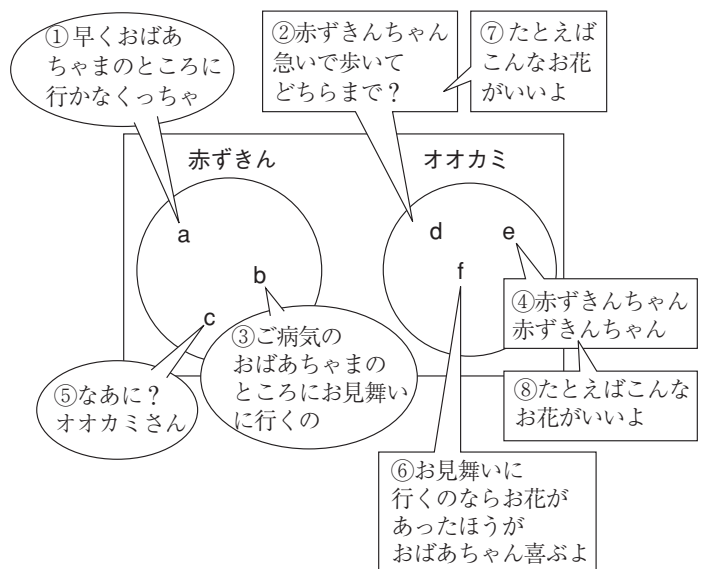 ①早くおばあ
ちゃまのところに
行かなくっちゃ
②赤ずきんちゃん
急いで歩いて
どちらまで？
⑦たとえば
こんなお花
がいいよ
赤ずきん
オオカミ
a
b
c
d
e
f
③ご病気の
おばあちゃまの
ところにお見舞い
に行くの
④赤ずきんちゃん
赤ずきんちゃん
⑤なあに？
オオカミさん
⑧たとえばこんな
お花がいいよ
⑥お見舞いに
行くのならお花が
あったほうが
おばあちゃん喜ぶよ